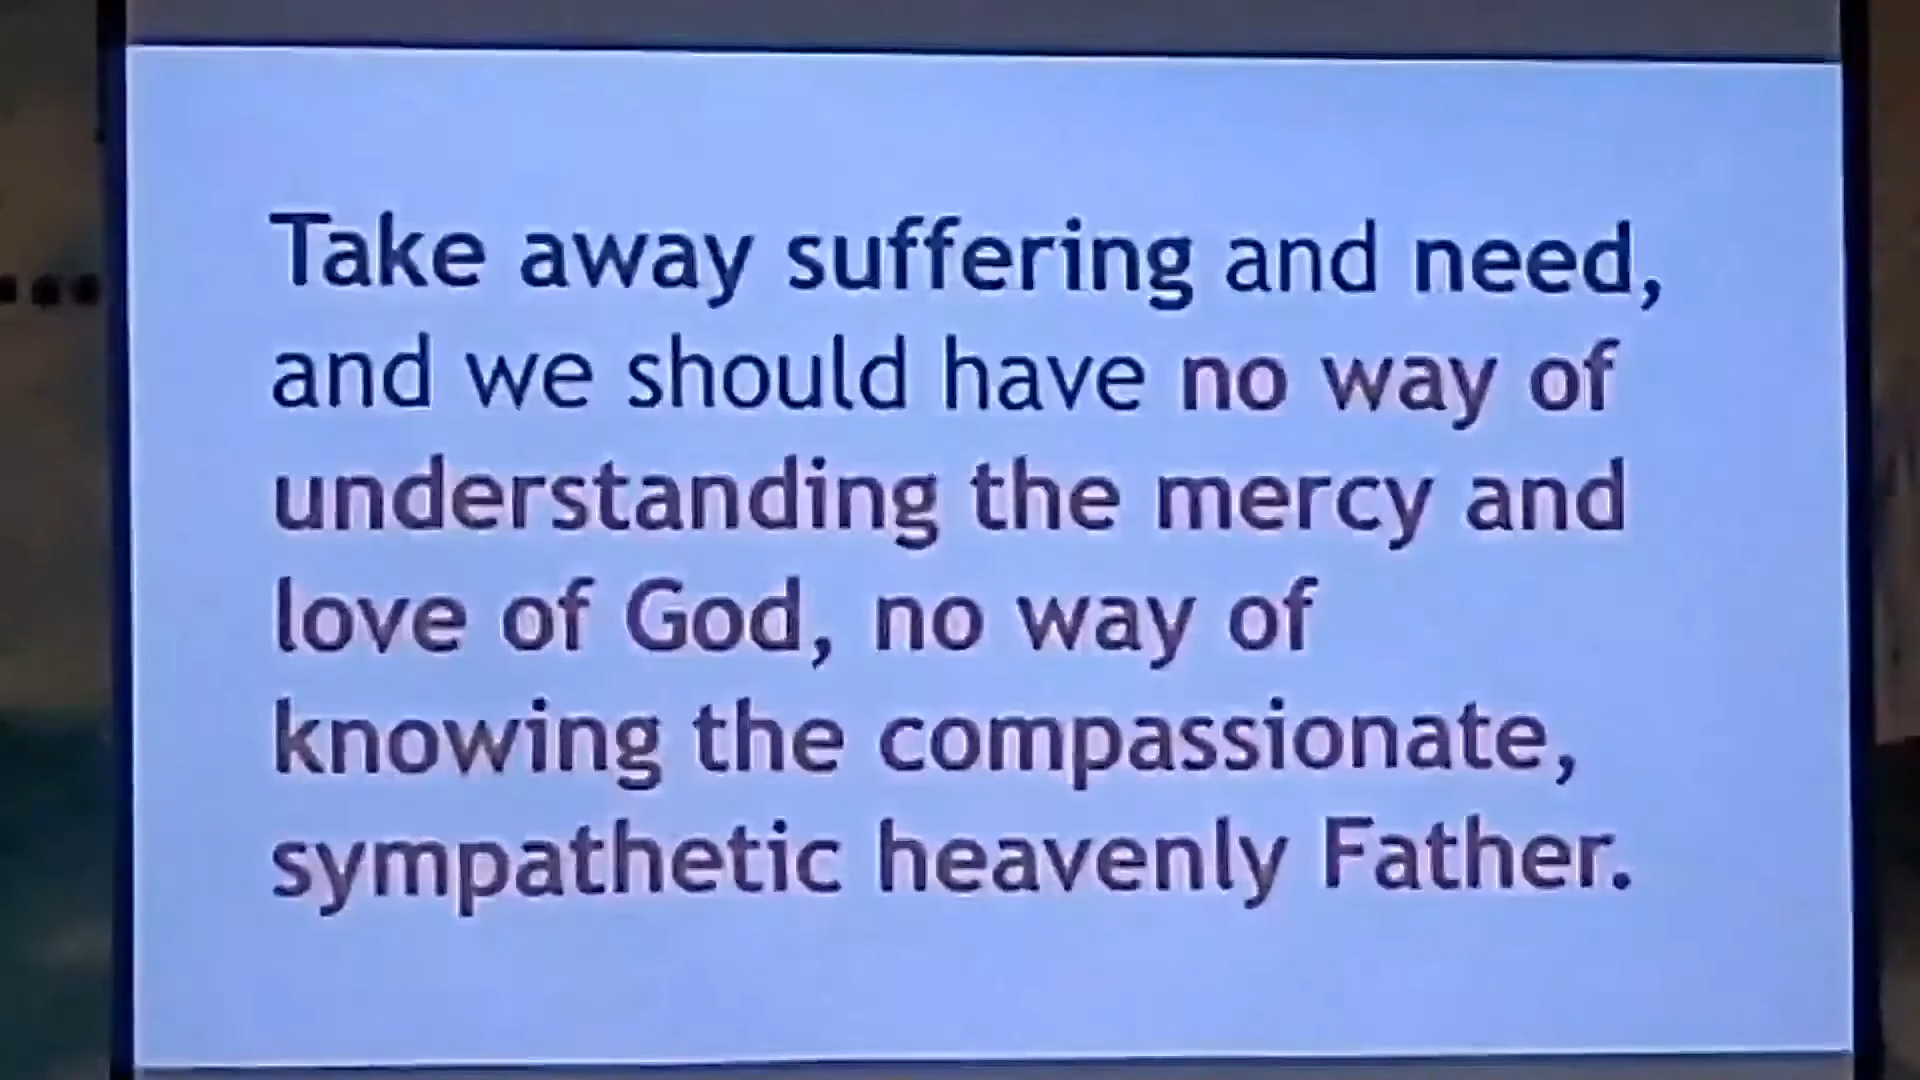 Take away suffering and need,
and we should have no way of
understanding the mercy and
love of God, no way of
knowing the compassionate,
sympathetic heavenly Father.